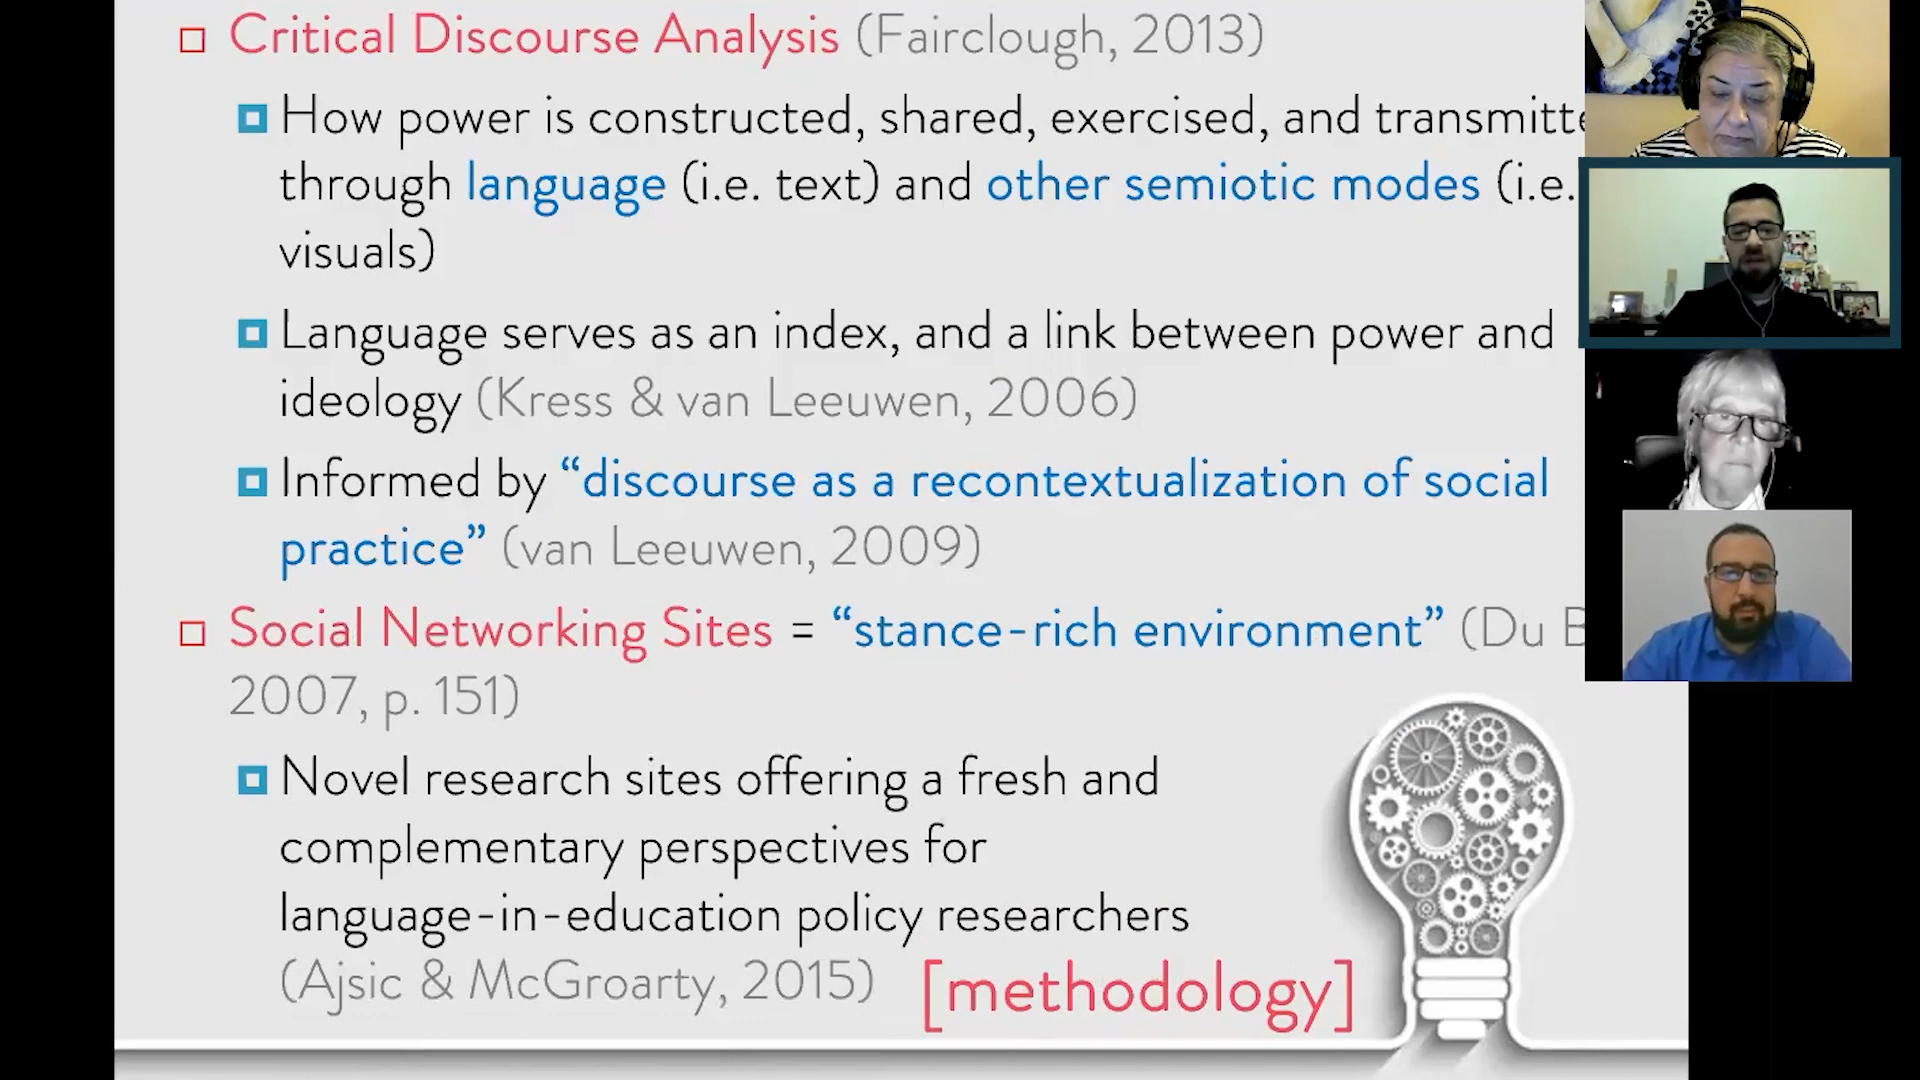 Critical Discourse Analysis (Fairclough, 2013)
How power is constructed, shared, exercised, and
through language (i.e. text) and other semiotic modes (i.e.
visuals)
Language serves as an index, and a link between power and
ideology (Kress & van Leeuwen, 2006)
Informed by “discourse as a recontextualization of social
practice” (van Leeuwen, 2009)
Social Networking Sites = “stance-rich environment” (Du
2007, p. 151)
Novel research sites offering a fresh and
complementary perspectives for
language-in-education policy researchers
(Ajsic & McGroarty, 2015)
[methodology]